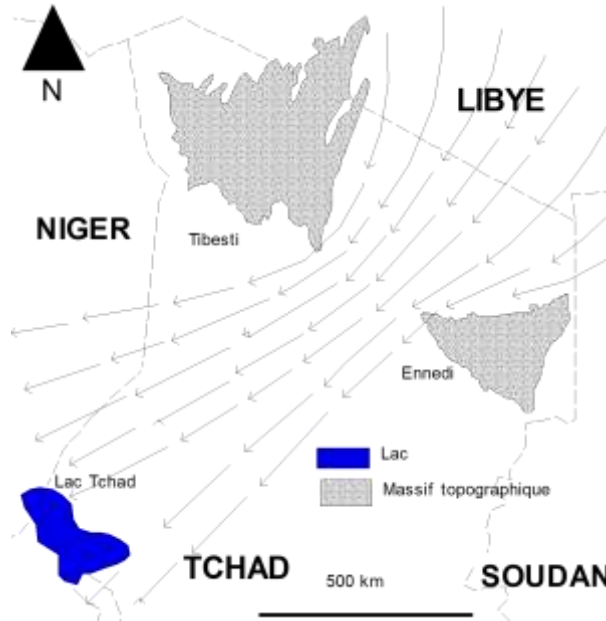 N
LIBYE
NIGER
Tibesti
Ennedi
Lac
Lac Tchad
Massif topographique
TCHAD
500 km
SOUDAN